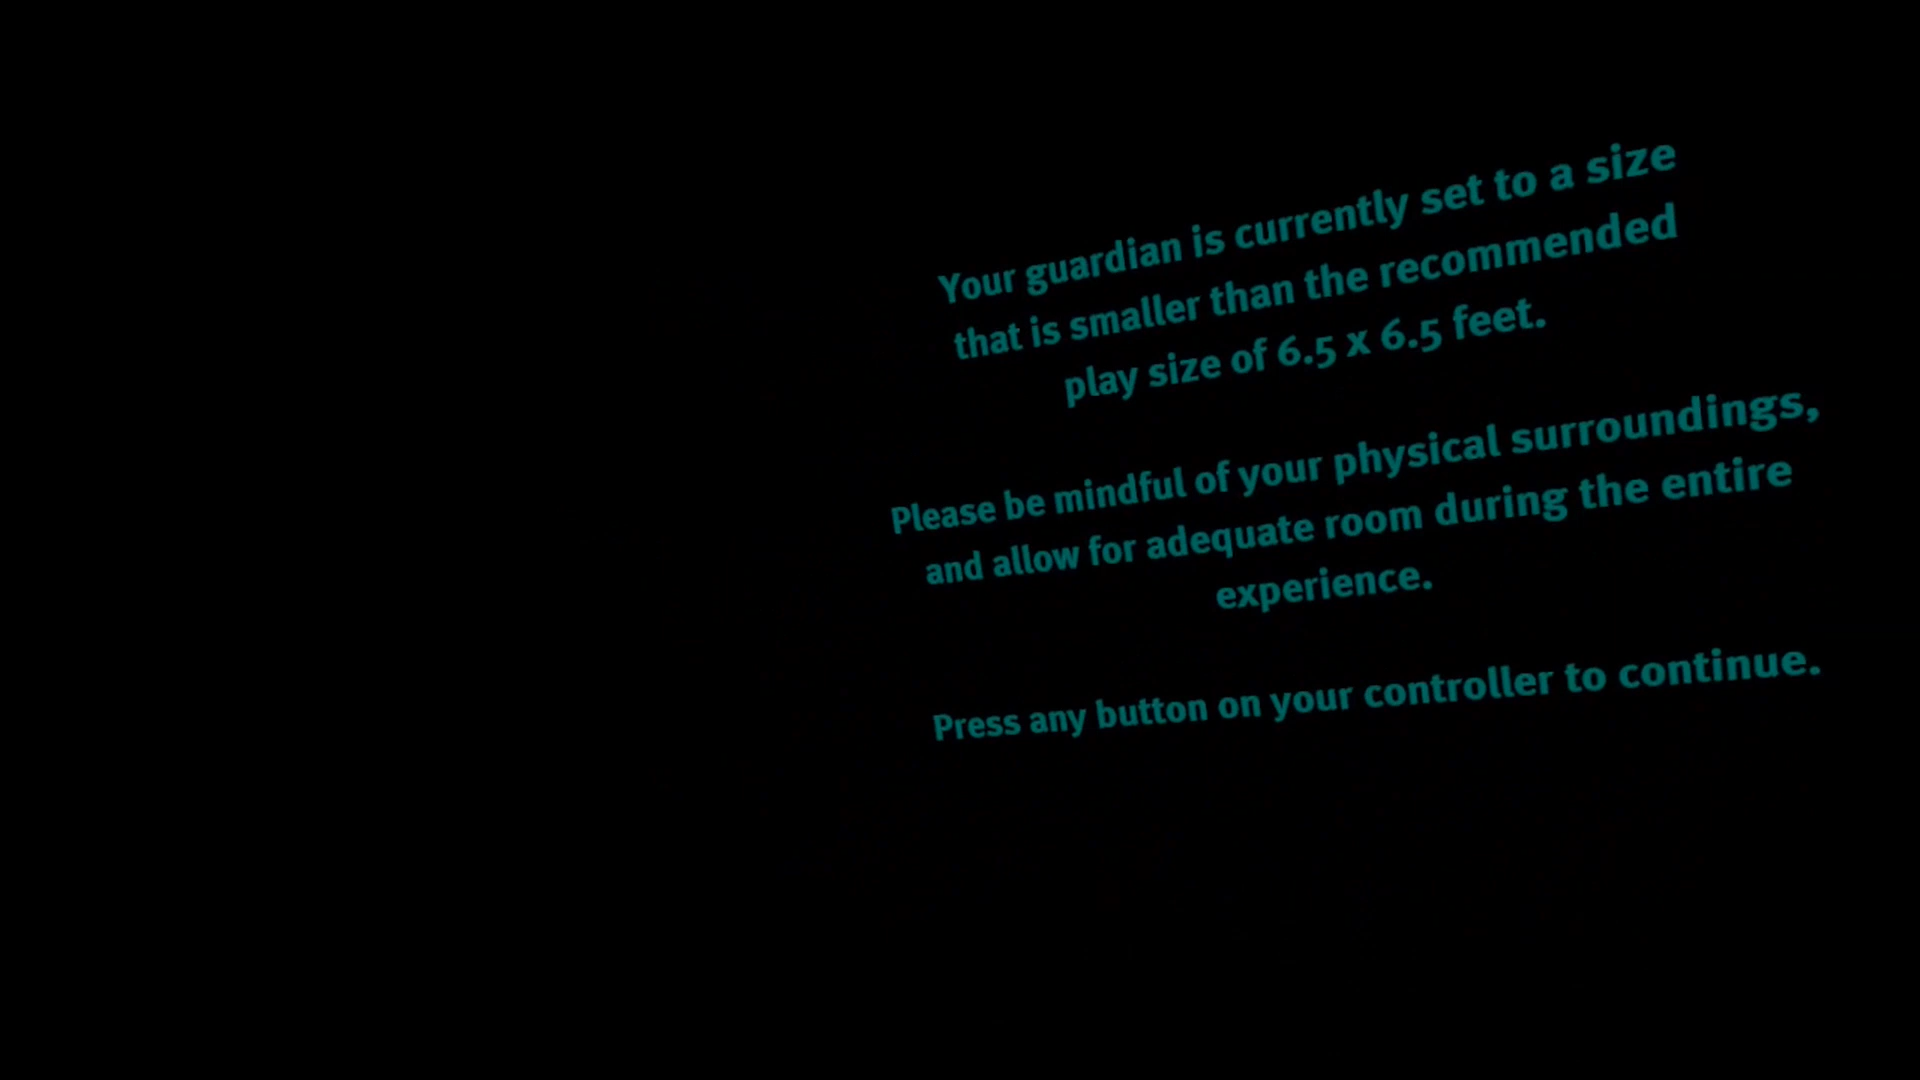 Your guardian is currently set to a size
that is smaller than the recommended
play size of 6.5 x 6.5 feet.
Please be mindful of your physical surroundings,
and allow for adequate room during the entire
experience.
Press any button on your controller to continue.